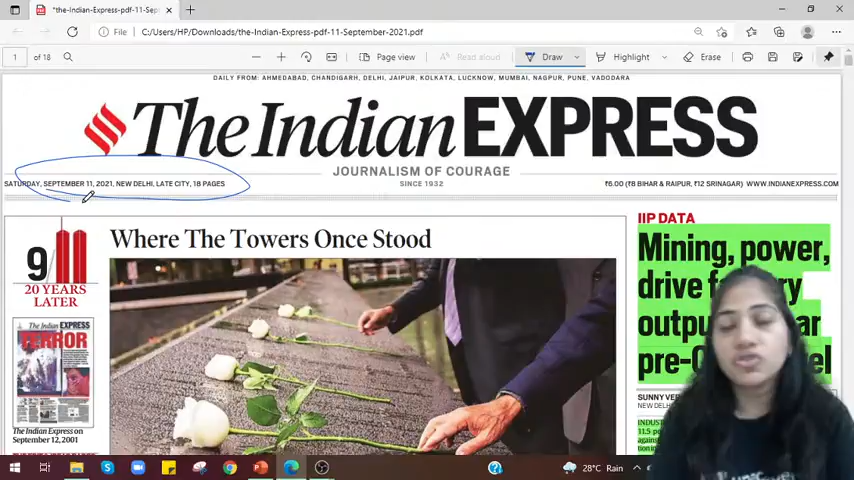 *the-Indian-Express-pdf-11-Sept
File
C:/Users/HP/Downloads/the-Indian-Express-pdf-11-September-2021.pdf
1 of 18
Page view
Read aloud
Draw
Highlight
Erase
DAILY FROM: AHMEDABAD, CHANDIGARH, DELHI, JAIPUR, KOLKATA, LUCKNOW, MUMBAI, NAGPUR, PUNE, VADODARA
The Indian EXPRESS
JOURNALISM OF COURAGE
SATURDAY, SEPTEMBER 11, 2021, NEW DELHI, LATE CITY, 18 PAGES
SINCE 1932
₹6.00 (₹8 BIHAR & RAIPUR, ₹12 SRINAGAR) WWW.INDIANEXPRESS.COM
9/11
20 YEARS
LATER
The Indian EXPRESS
TERROR
The Indian Express on
September 12, 2001
Where The Towers Once Stood
IIP DATA
Mining, power,
drive
pre-
SUNNY
NEW
11.5
28°C Rain